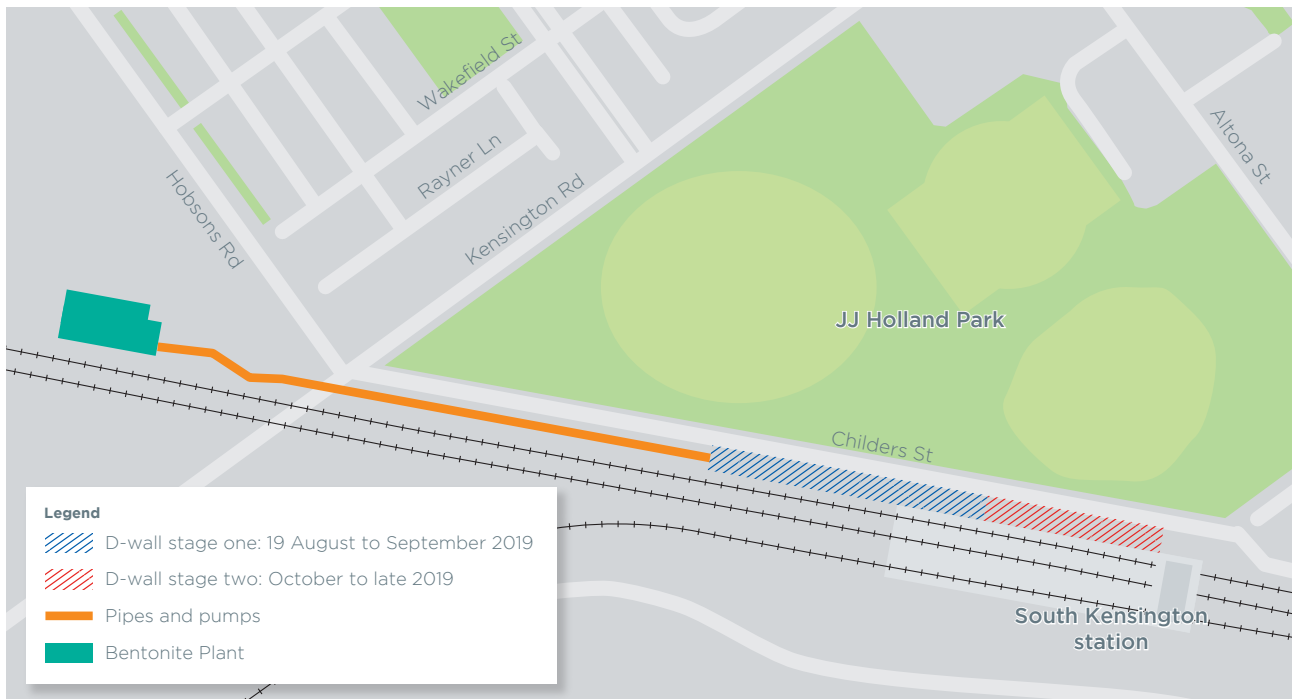 Wakefield St
Rayner Ln
Hobsons Rd
Kensington Rd
Altona St
JJ Holland Park
Childers St
South Kensington
station
Legend
D-wall stage one: 19 August to September 2019
D-wall stage two: October to late 2019
Pipes and pumps
Bentonite Plant